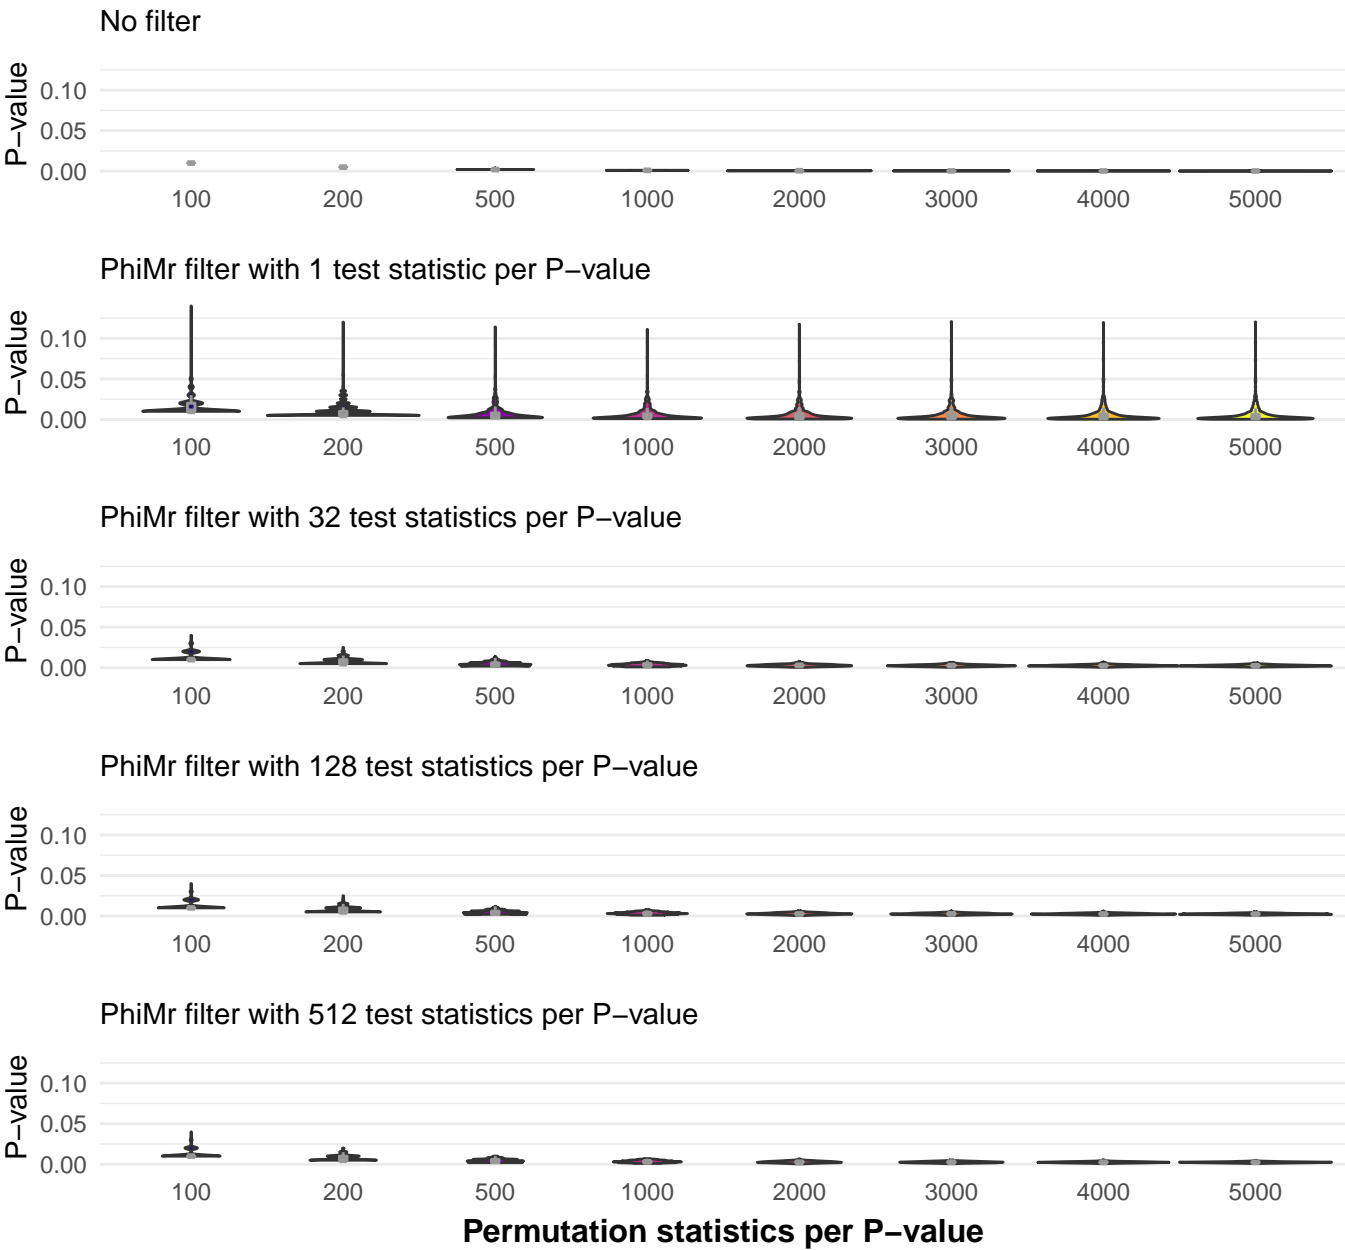 No filter
P−value
0.10
0.05
0.00
100 200 500 1000 2000 3000 4000 5000
PhiMr filter with 1 test statistic per P−value
P−value
0.10
0.05
0.00
100 200 500 1000 2000 3000 4000 5000
PhiMr filter with 32 test statistics per P−value
P−value
0.10
0.05
0.00
100 200 500 1000 2000 3000 4000 5000
PhiMr filter with 128 test statistics per P−value
P−value
0.10
0.05
0.00
100 200 500 1000 2000 3000 4000 5000
PhiMr filter with 512 test statistics per P−value
P−value
0.10
0.05
0.00
100 200 500 1000 2000 3000 4000 5000
Permutation statistics per P−value